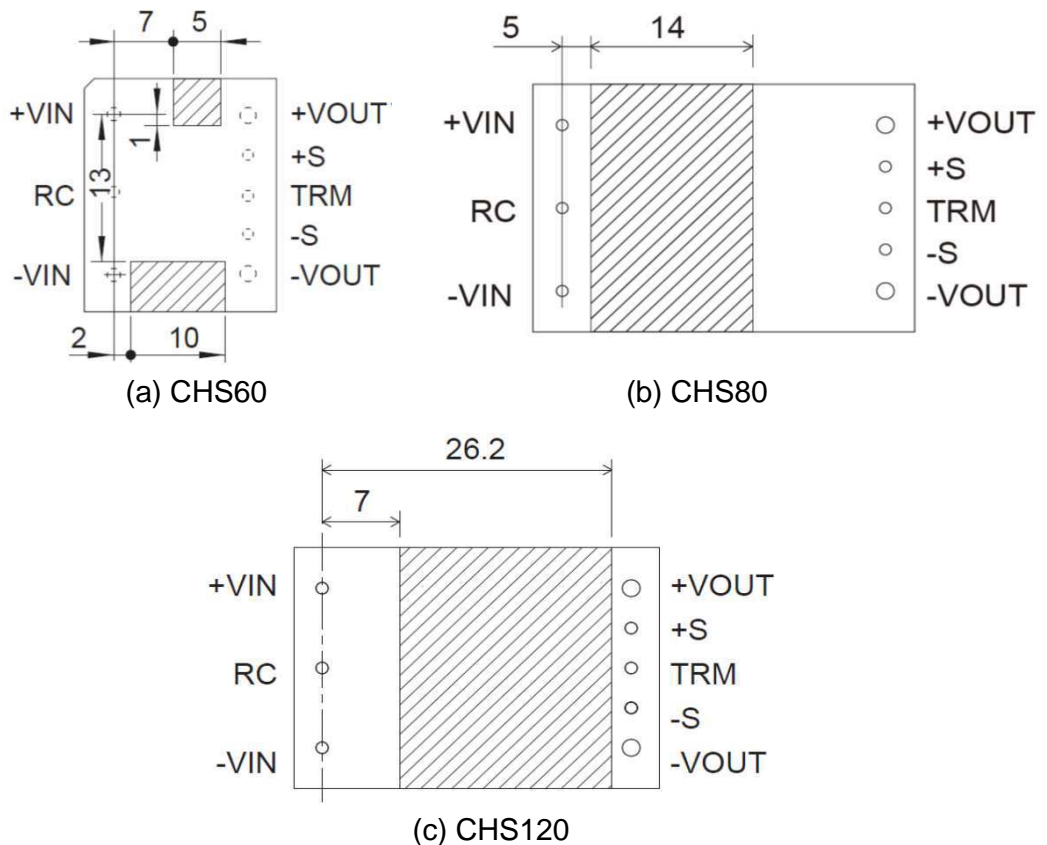 7 5
+VIN +VOUT
1
+S
13
RC TRM
-S
-VIN -VOUT
2 10
(a) CHS60
5 14
+VIN +VOUT
+S
RC TRM
-S
-VIN -VOUT
(b) CHS80
26.2
7
+VIN +VOUT
+S
RC TRM
-S
-VIN -VOUT
(c) CHS120